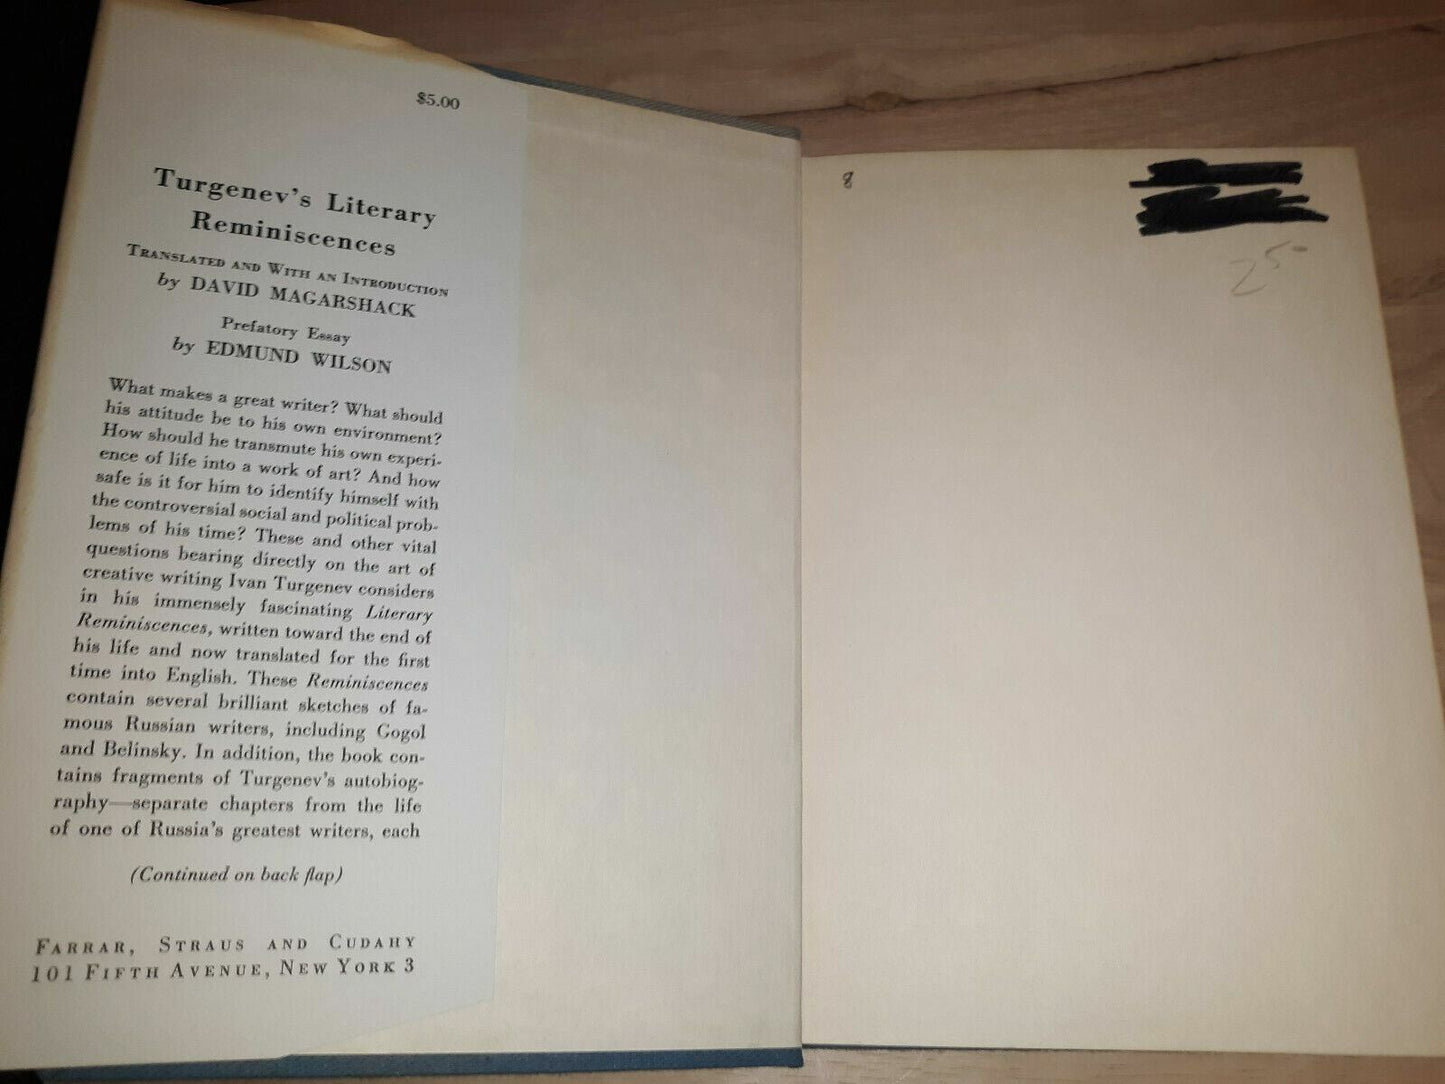 $5.00
Turgenev's Literary
Reminiscences
TRANSLATED AND WITH AN INTRODUCTION
by DAVID MAGARSHACK
Prefatory Essay
by EDMUND WILSON
What makes a great writer? What should
his attitude be to his own environment?
How should he transmute his own experi-
ence of life into a work of art? And how
safe is it for him to identify himself with
the controversial social and political prob-
lems of his time? These and other vital
questions bearing directly on the art of
creative writing Ivan Turgenev considers
in his immensely fascinating Literary
Reminiscences, written toward the end of
his life and now translated for the first
time into English. These Reminiscences
contain several brilliant sketches of fa-
mous Russian writers, including Gogol
and Belinsky. In addition, the book con-
tains fragments of Turgenev's autobiog-
raphy—separate chapters from the life
of one of Russia's greatest writers, each
(Continued on back flap)
FARRAR, STRAUS AND CUDAHY
101 FIFTH AVENUE, NEW YORK 3
8
25-